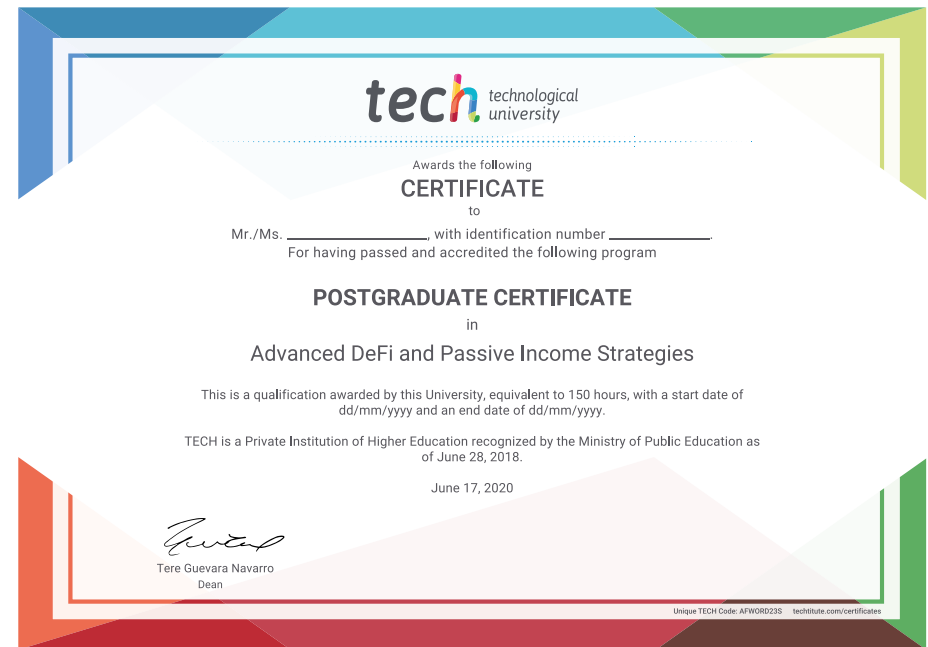 tech technological
university
Awards the following
CERTIFICATE
to
Mr./Ms. ____________________, with identification number ______________.
For having passed and accredited the following program
POSTGRADUATE CERTIFICATE
in
Advanced DeFi and Passive Income Strategies
This is a qualification awarded by this University, equivalent to 150 hours, with a start date of
dd/mm/yyyy and an end date of dd/mm/yyyy.
TECH is a Private Institution of Higher Education recognized by the Ministry of Public Education as
of June 28, 2018.
June 17, 2020
Tere Guevara Navarro
Dean
Unique TECH Code: AFWORD23S techtitute.com/certificates